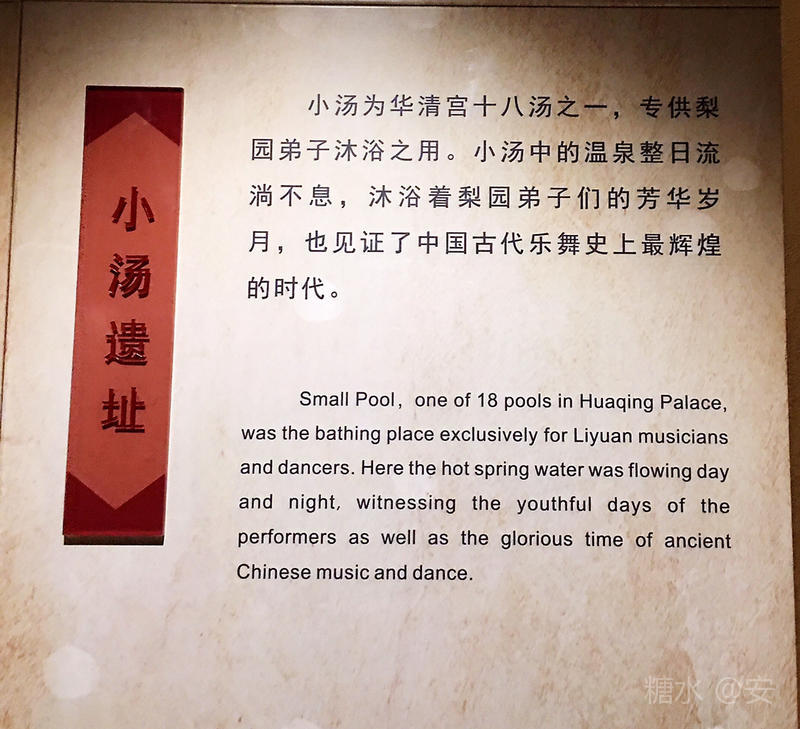 小汤遗址
小汤为华清宫十八汤之一，专供梨
园弟子沐浴之用。小汤中的温泉整日流
淌不息，沐浴着梨园弟子们的芳华岁
月，也见证了中国古代乐舞史上最辉煌
的时代。
Small Pool, one of 18 pools in Huaqing Palace,
was the bathing place exclusively for Liyuan musicians
and dancers. Here the hot spring water was flowing day
and night, witnessing the youthful days of the
performers as well as the glorious time of ancient
Chinese music and dance.
糖水 @安